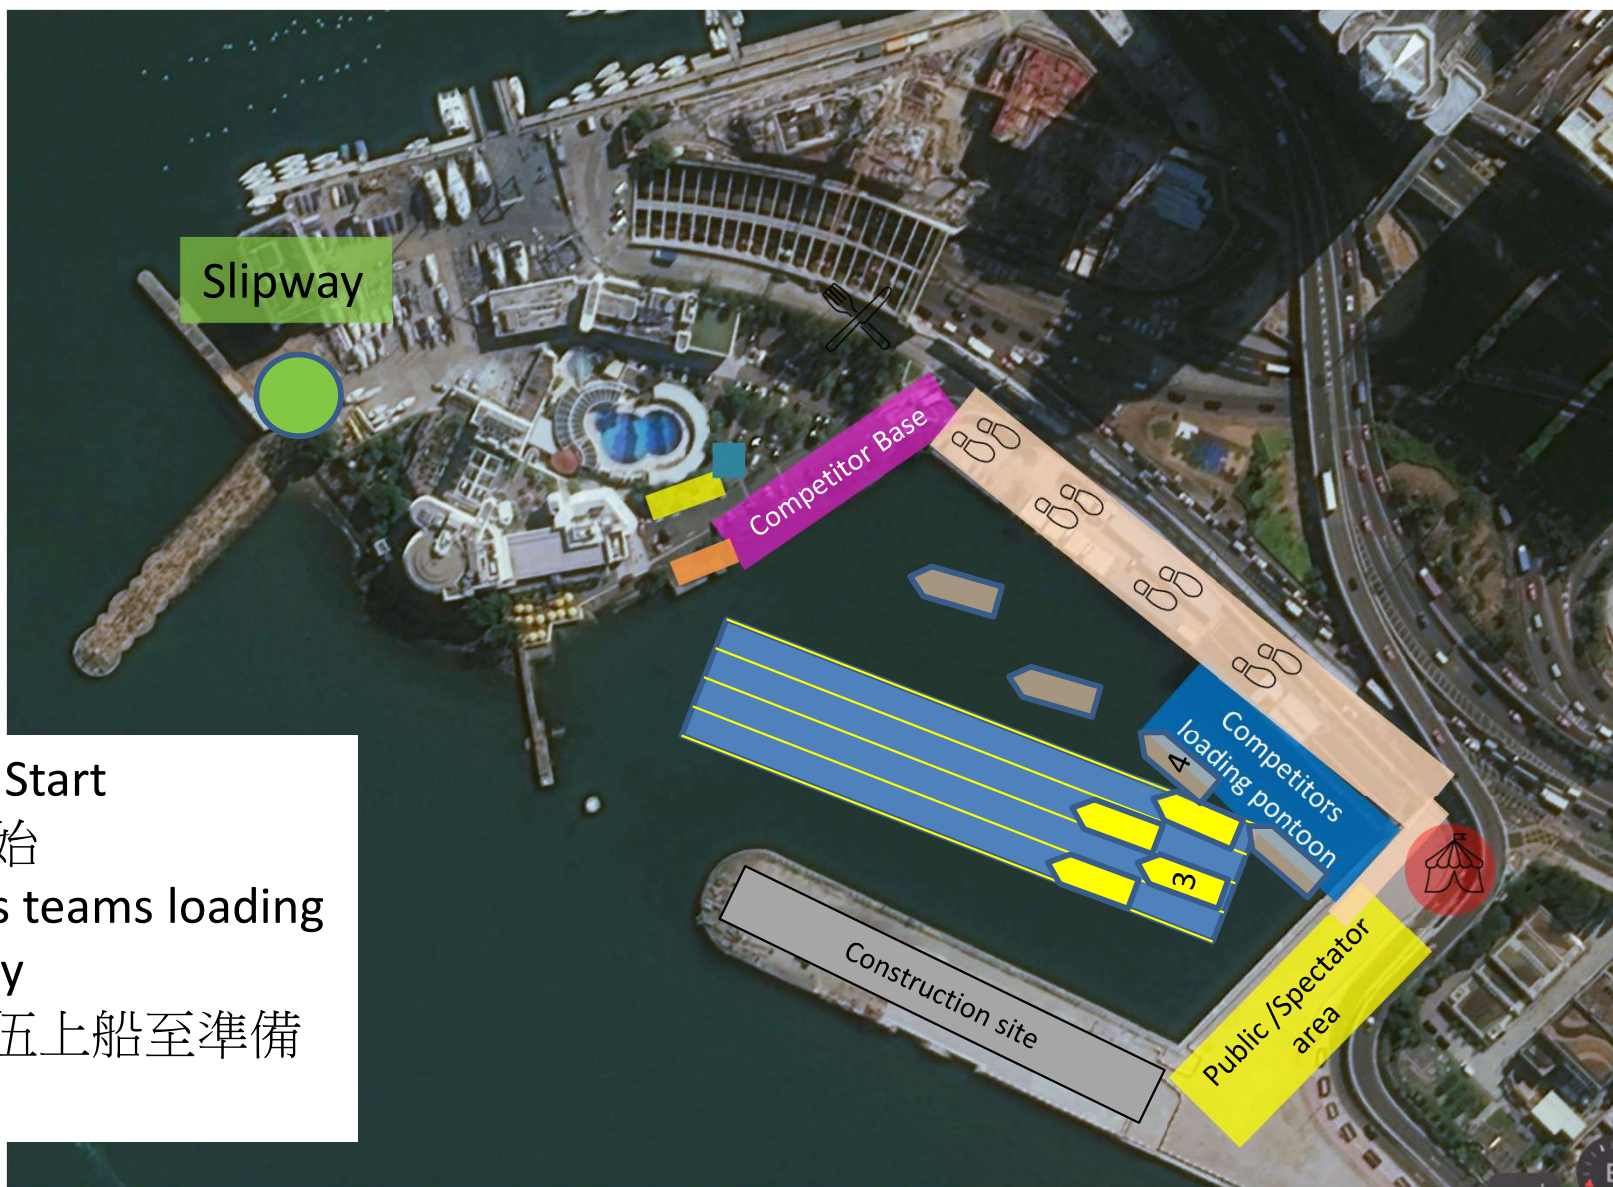 Slipway
Competitor Base
Competitors
loading pontoon
4
3
Construction site
Public /Spectator
area
Start
始
s teams loading
y
伍上船至準備